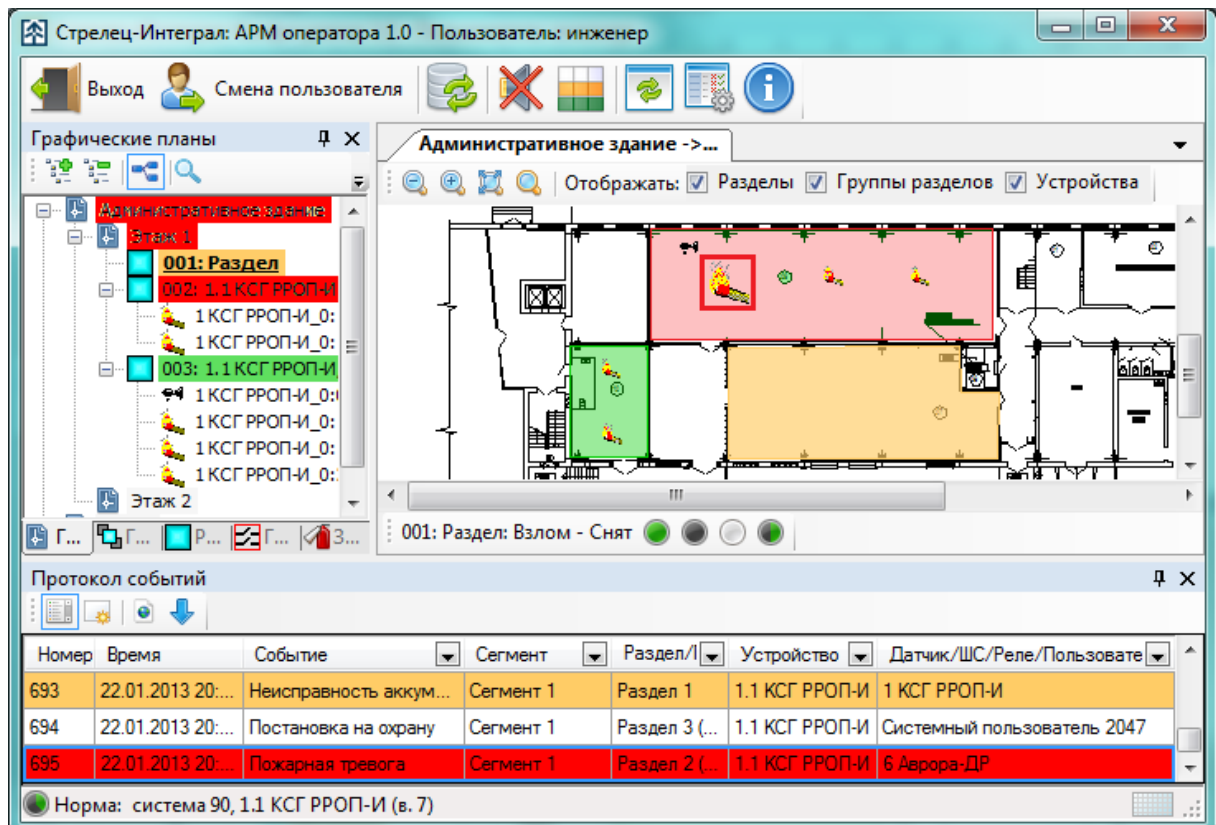 Стрелец-Интеграл: АРМ оператора 1.0 - Пользователь: инженер
Выход Смена пользователя
Графические планы
Административное здание ->...
Отображать: Разделы Группы разделов Устройства
Административное здание
Этаж 1
001: Раздел
002: 1.1 КСГ РРОП-И
1 КСГ РРОП-И_0:
1 КСГ РРОП-И_0:
003: 1.1 КСГ РРОП-И
1 КСГ РРОП-И_0:
1 КСГ РРОП-И_0:
1 КСГ РРОП-И_0:
1 КСГ РРОП-И_0:
Этаж 2
Г... Г... Р... Г... З...
001: Раздел: Взлом - Снят
Протокол событий
Номер Время Событие Сегмент Раздел/I Устройство Датчик/ШС/Реле/Пользовате
693 22.01.2013 20:... Неисправность аккум... Сегмент 1 Раздел 1 1.1 КСГ РРОП-И 1 КСГ РРОП-И
694 22.01.2013 20:... Постановка на охрану Сегмент 1 Раздел 3 (... 1.1 КСГ РРОП-И Системный пользователь 2047
695 22.01.2013 20:... Пожарная тревога Сегмент 1 Раздел 2 (... 1.1 КСГ РРОП-И 6 Аврора-ДР
Норма: система 90, 1.1 КСГ РРОП-И (в. 7)